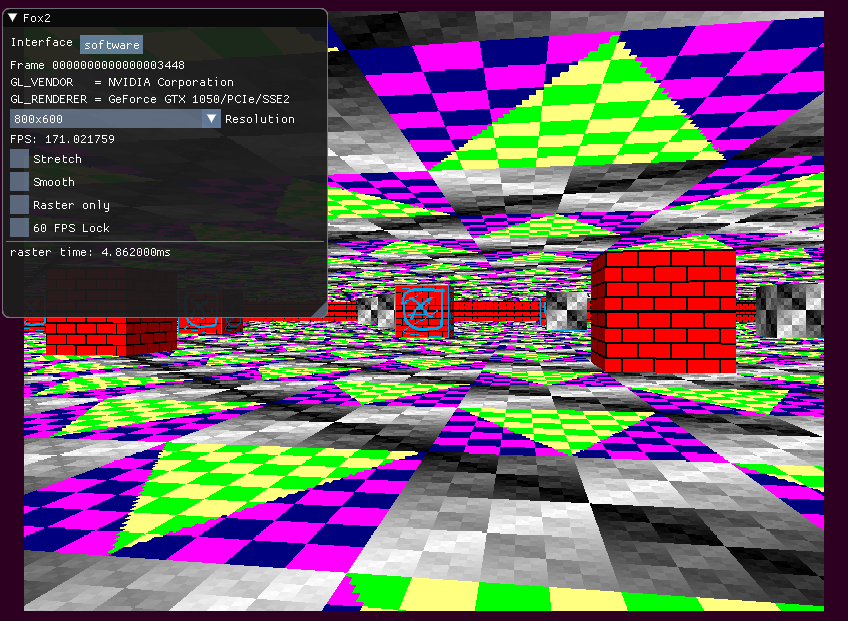 Fox2
Interface software
Frame 0000000000000003448
GL_VENDOR = NVIDIA Corporation
GL_RENDERER = GeForce GTX 1050/PCIe/SSE2
800x600 Resolution
FPS: 171.021759
Stretch
Smooth
Raster only
60 FPS Lock
raster time: 4.862000ms